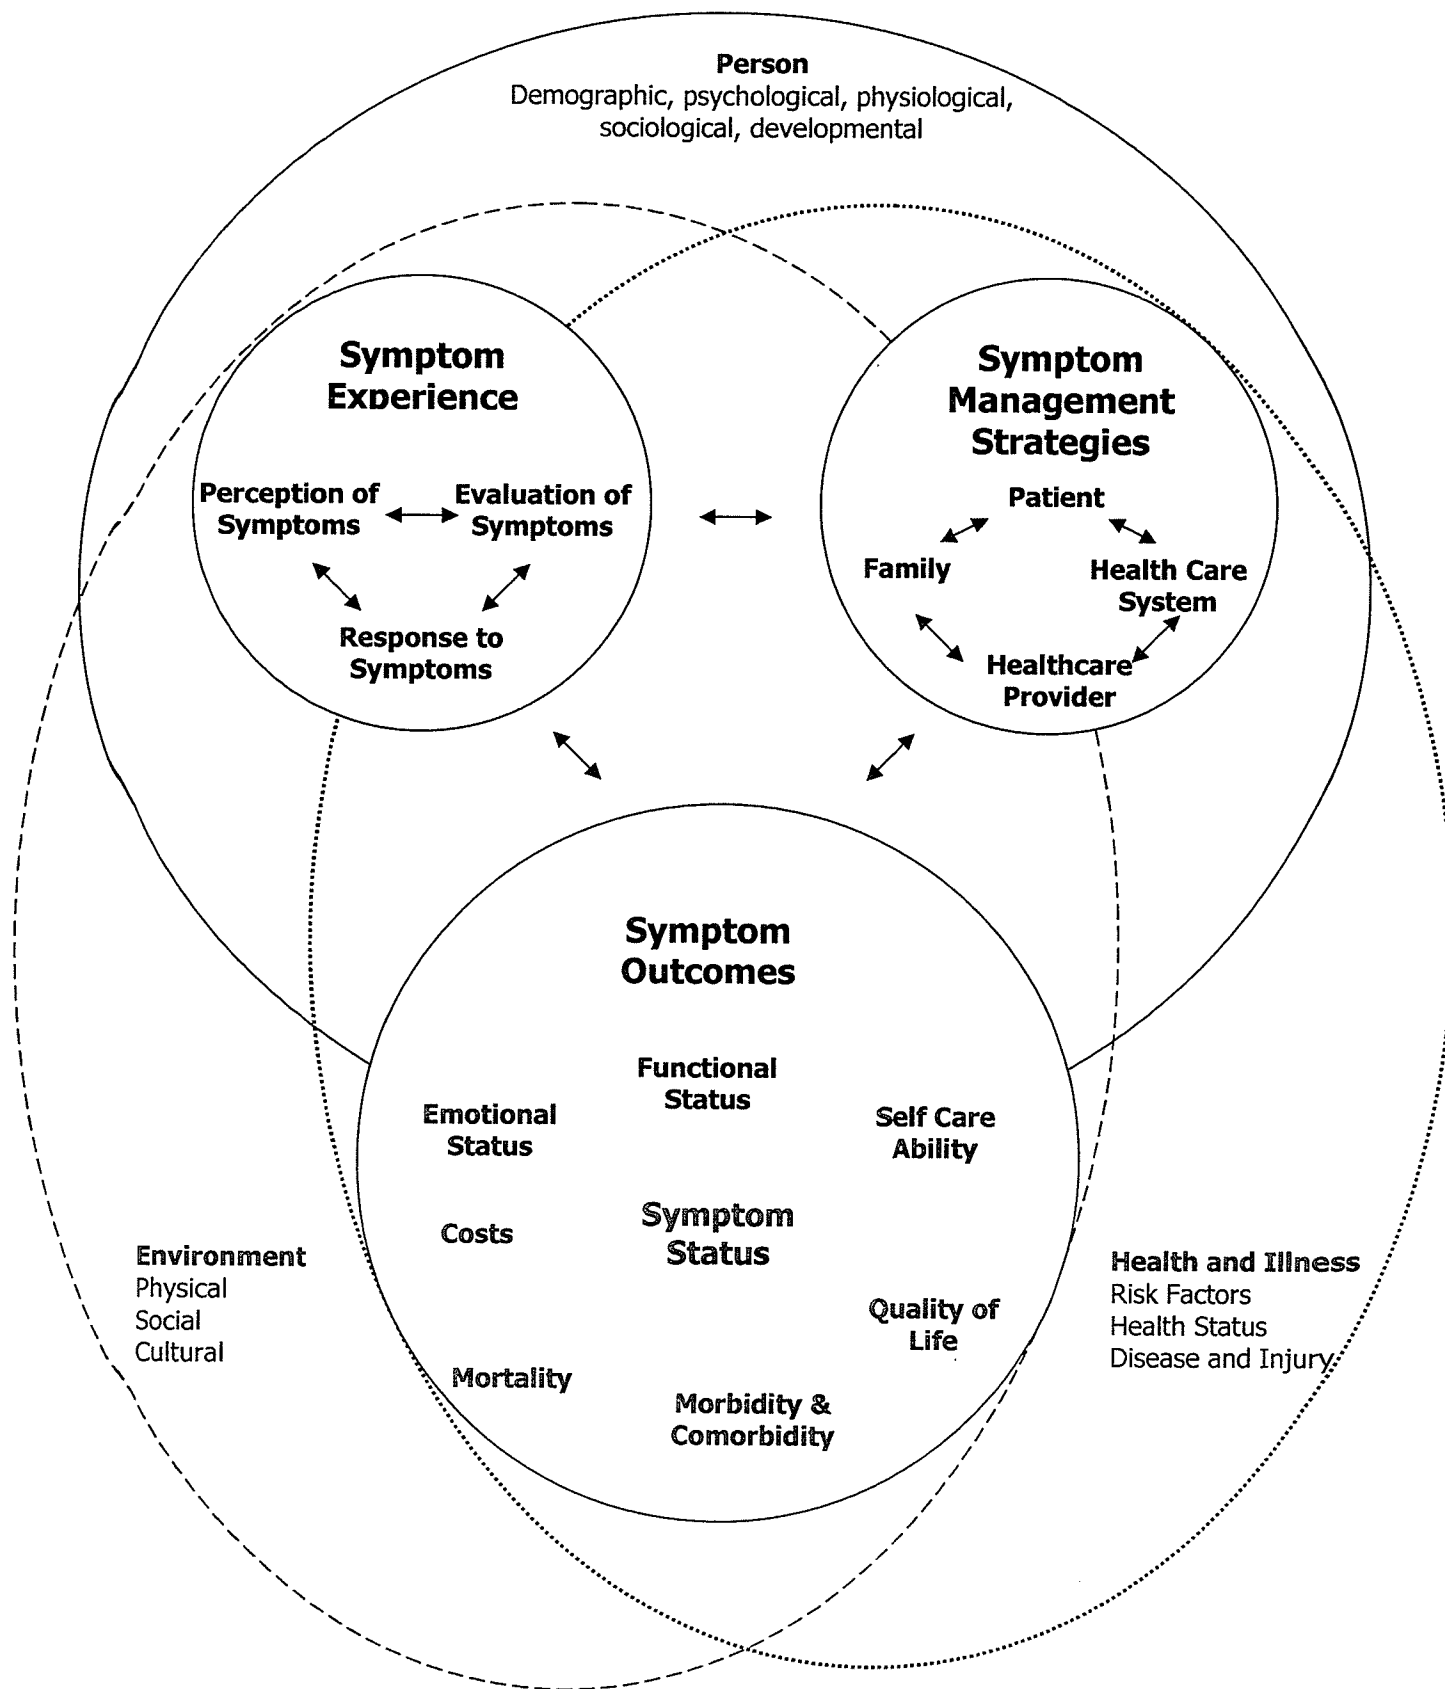 Person
Demographic, psychological, physiological,
sociological, developmental
Symptom
Experience
Perception of
Symptoms
Evaluation of
Symptoms
Response to
Symptoms
Symptom
Management
Strategies
Patient
Family
Health Care
System
Healthcare
Provider
Symptom
Outcomes
Functional
Status
Emotional
Status
Self Care
Ability
Costs
Symptom
Status
Quality of
Life
Mortality
Morbidity &
Comorbidity
Environment
Physical
Social
Cultural
Health and Illness
Risk Factors
Health Status
Disease and Injury